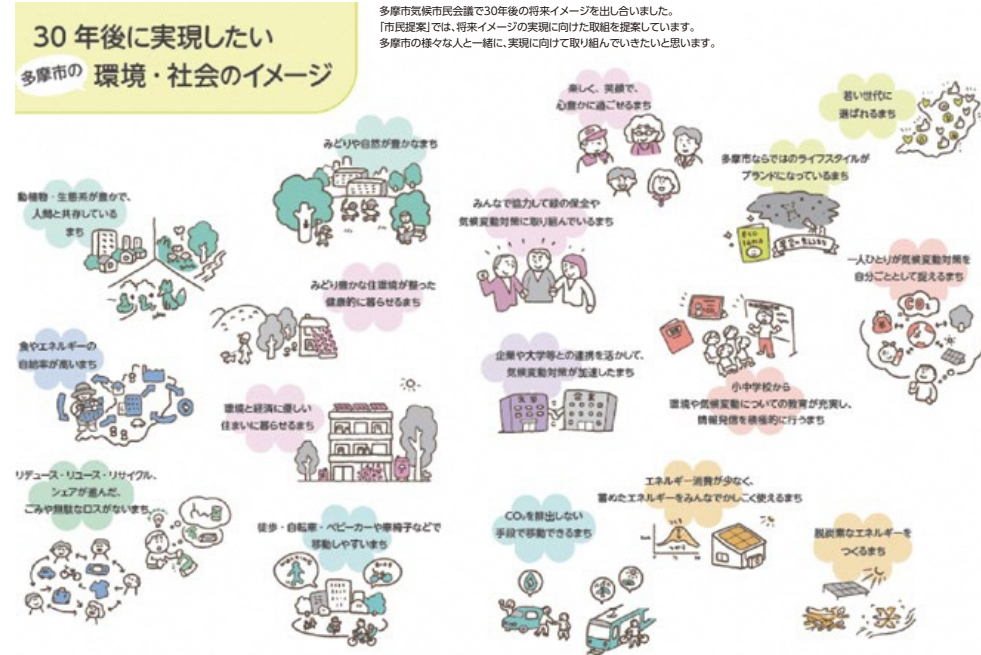 30年後に実現したい
多摩市の 環境・社会のイメージ
多摩市気候市民会議で30年後の将来イメージを出し合いました。
「市民提案」では、将来イメージの実現に向けた取組を提案しています。
多摩市の様々な人と一緒に、実現に向けて取り組んでいきたいと思います。
みどりや自然が豊かなまち
動植物・生態系が豊かで、
人間と共存している
まち
みどり豊かな住環境が整った
健康的に暮らせるまち
食やエネルギーの
自給率が高いまち
環境と経済に優しい
住まいに暮らせるまち
リデュース・リユース・リサイクル、
シェアが進んだ、
ごみや無駄なロスがないまち
徒歩・自転車・ベビーカーや車椅子などで
移動しやすいまち
楽しく、笑顔で、
心豊かに過ごせるまち
若い世代に
選ばれるまち
多摩市ならではのライフスタイルが
ブランドになっているまち
みんなで協力して緑の保全や
気候変動対策に取り組んでいるまち
一人ひとりが気候変動対策を
自分ごととして捉えるまち
CO₂
企業や大学等との連携を活かして、
気候変動対策が加速したまち
大学
企業
小中学校から
環境や気候変動についての教育が充実し、
情報発信を積極的に行うまち
CO₂を排出しない
手段で移動できるまち
エネルギー消費が少なく、
蓄めたエネルギーをみんなでかしこく使えるまち
脱炭素なエネルギーを
つくるまち